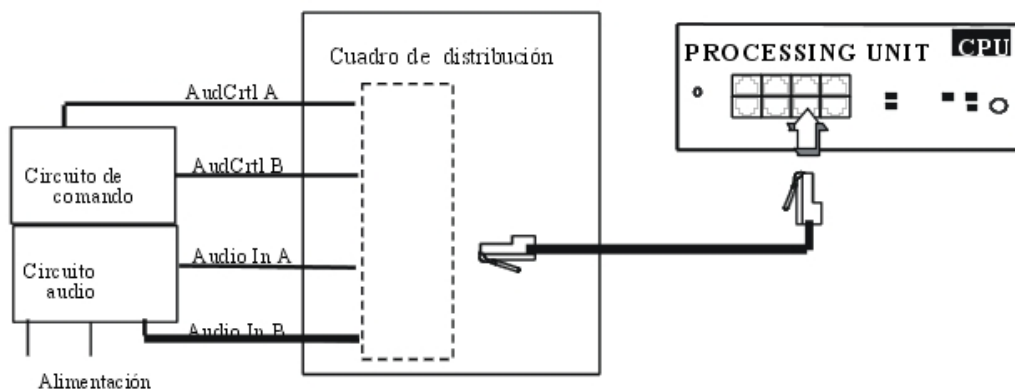 Cuadro de distribución
PROCESSING UNIT
CPU
AudCrtl A
AudCrtl B
Audio In A
Audio In B
Circuito de
comando
Circuito
audio
Alimentación